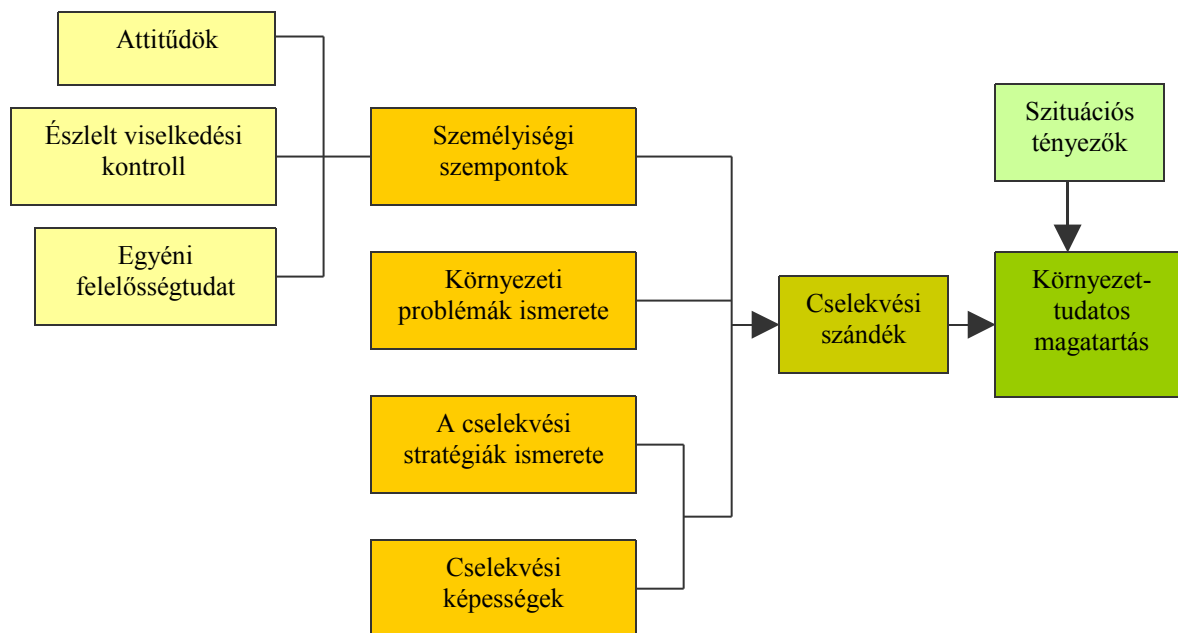 Attitűdök
Észlelt viselkedési
kontroll
Egyéni
felelősségtudat
Személyiségi
szempontok
Környezeti
problémák ismerete
A cselekvési
stratégiák ismerete
Cselekvési
képességek
Cselekvési
szándék
Szituációs
tényezők
Környezet-
tudatos
magatartás